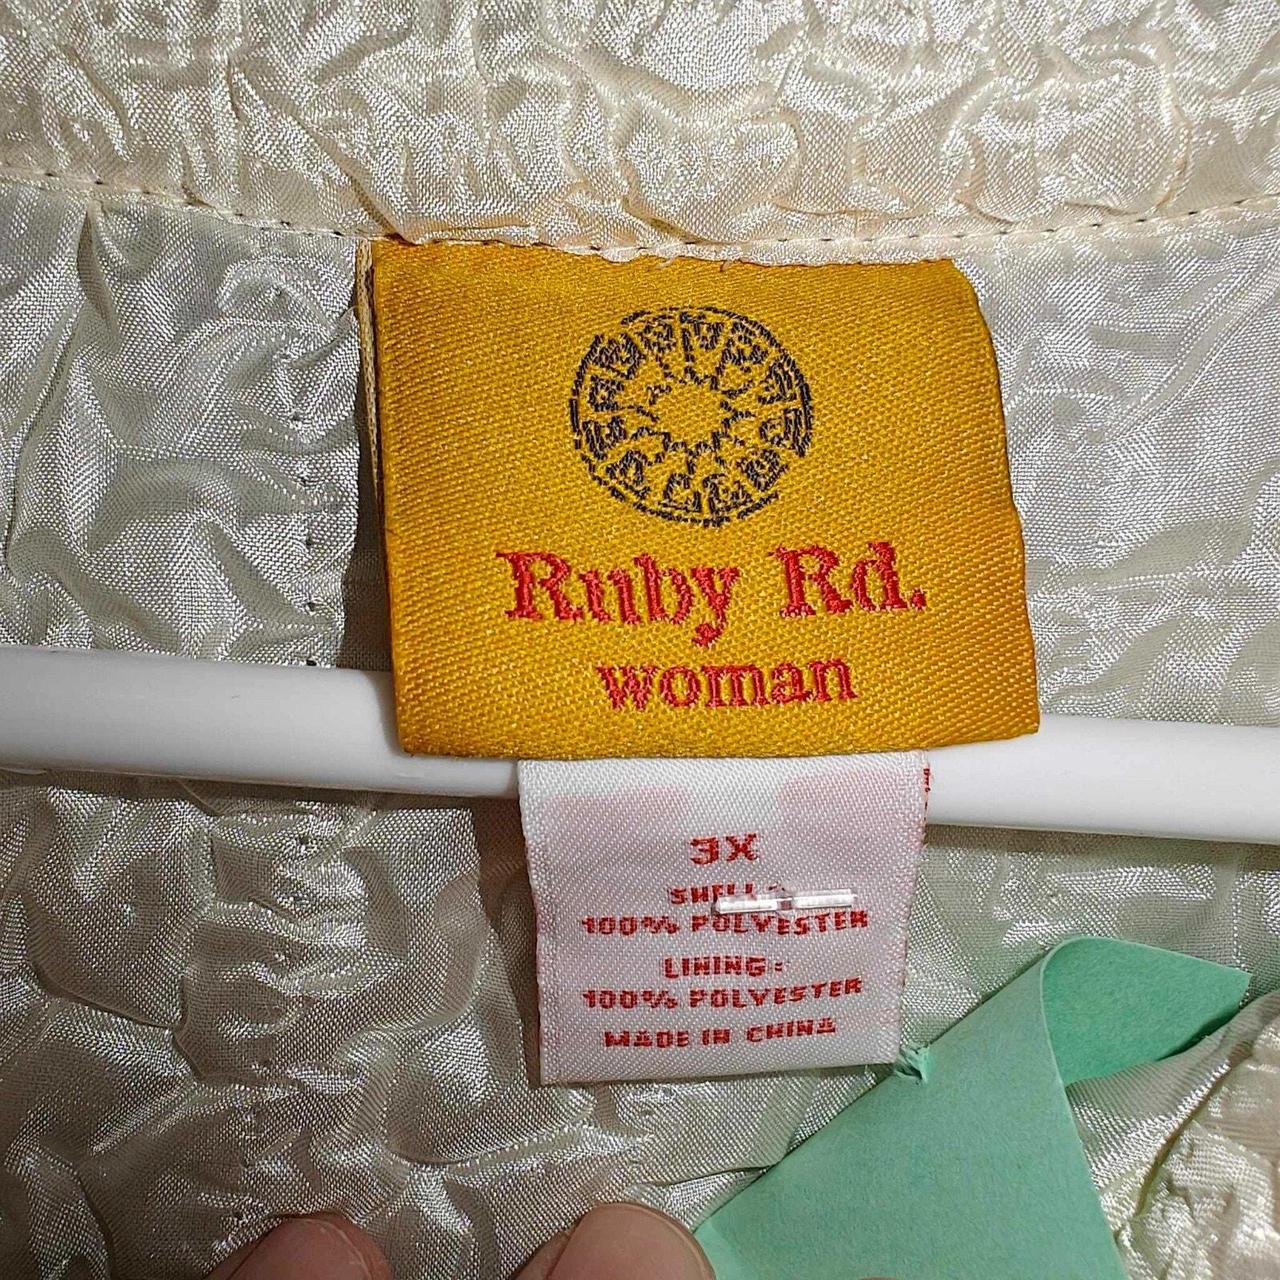 Ruby Rd.
woman
3X
SHELL:
100% POLYESTER
LINING:
100% POLYESTER
MADE IN CHINA